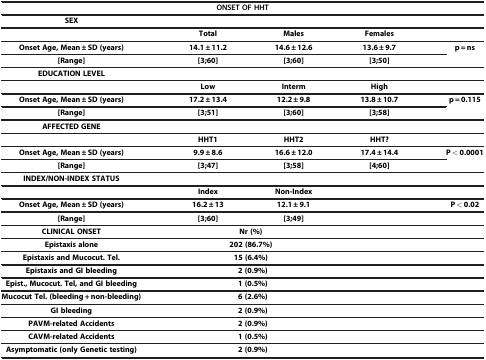 ONSET OF HHT
SEX
Total Males Females
Onset Age, Mean ± SD (years) 14.1 ± 11.2 14.6 ± 12.6 13.6 ± 9.7 p = ns
[Range] [3;60] [3;60] [3;50]
EDUCATION LEVEL
Low Interm High
Onset Age, Mean ± SD (years) 17.2 ± 13.4 12.2 ± 9.8 13.8 ± 10.7 p = 0.115
[Range] [3;51] [3;60] [3;58]
AFFECTED GENE
HHT1 HHT2 HHT?
Onset Age, Mean ± SD (years) 9.9 ± 8.6 16.6 ± 12.0 17.4 ± 14.4 P < 0.0001
[Range] [3;47] [3;58] [4;60]
INDEX/NON-INDEX STATUS
Index Non-Index
Onset Age, Mean ± SD (years) 16.2 ± 13 12.1 ± 9.1 P < 0.02
[Range] [3;60] [3;49]
CLINICAL ONSET Nr (%)
Epistaxis alone 202 (86.7%)
Epistaxis and Mucocut. Tel. 15 (6.4%)
Epistaxis and GI bleeding 2 (0.9%)
Epist., Mucocut. Tel, and GI bleeding 1 (0.5%)
Mucocut Tel. (bleeding + non-bleeding) 6 (2.6%)
GI bleeding 2 (0.9%)
PAVM-related Accidents 2 (0.9%)
CAVM-related Accidents 1 (0.5%)
Asymptomatic (only Genetic testing) 2 (0.9%)